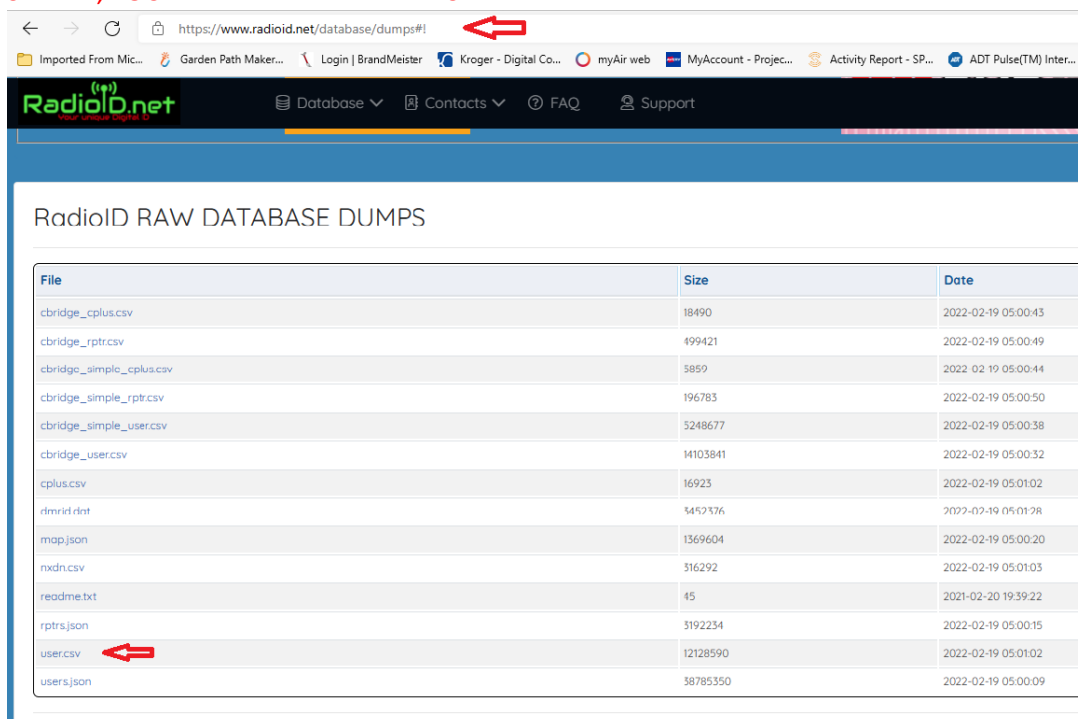 https://www.radioid.net/database/dumps#!
Imported From Mic... Garden Path Maker... Login | BrandMeister Kroger - Digital Co... myAir web MyAccount - Projec... Activity Report - SP... ADT Pulse(TM) Inter...
RadioID.net
Your unique Digital ID
Database Contacts FAQ Support
RadioID RAW DATABASE DUMPS
File Size Date
cbridge_cplus.csv 18490 2022-02-19 05:00:43
cbridge_rptr.csv 499421 2022-02-19 05:00:49
cbridge_simple_cplus.csv 5859 2022-02-19 05:00:44
cbridge_simple_rptr.csv 196783 2022-02-19 05:00:50
cbridge_simple_user.csv 5248677 2022-02-19 05:00:38
cbridge_user.csv 14103841 2022-02-19 05:00:32
cplus.csv 16923 2022-02-19 05:01:02
dmrid.dat 3452376 2022-02-19 05:01:28
map.json 1369604 2022-02-19 05:00:20
nxdn.csv 316292 2022-02-19 05:01:03
readme.txt 45 2021-02-20 19:39:22
rptrs.json 3192234 2022-02-19 05:00:15
user.csv 12128590 2022-02-19 05:01:02
users.json 38785350 2022-02-19 05:00:09